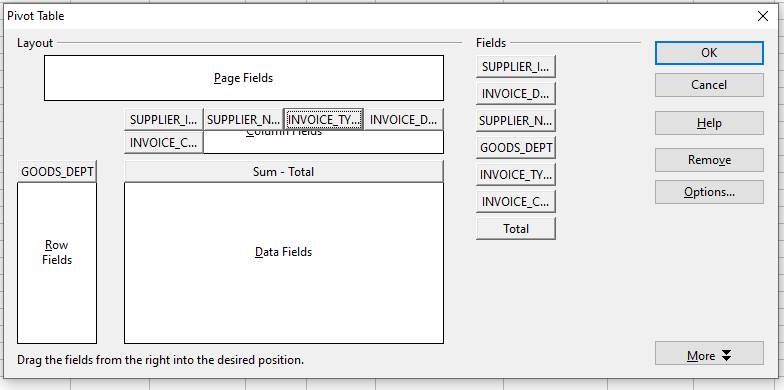 Pivot Table
Layout
Page Fields
SUPPLIER_I... SUPPLIER_N... INVOICE_TY... INVOICE_D...
INVOICE_C... Column Fields
GOODS_DEPT Sum - Total
Row
Fields
Data Fields
Drag the fields from the right into the desired position.
Fields
SUPPLIER_I...
INVOICE_D...
SUPPLIER_N...
GOODS_DEPT
INVOICE_TY...
INVOICE_C...
Total
OK
Cancel
Help
Remove
Options...
More